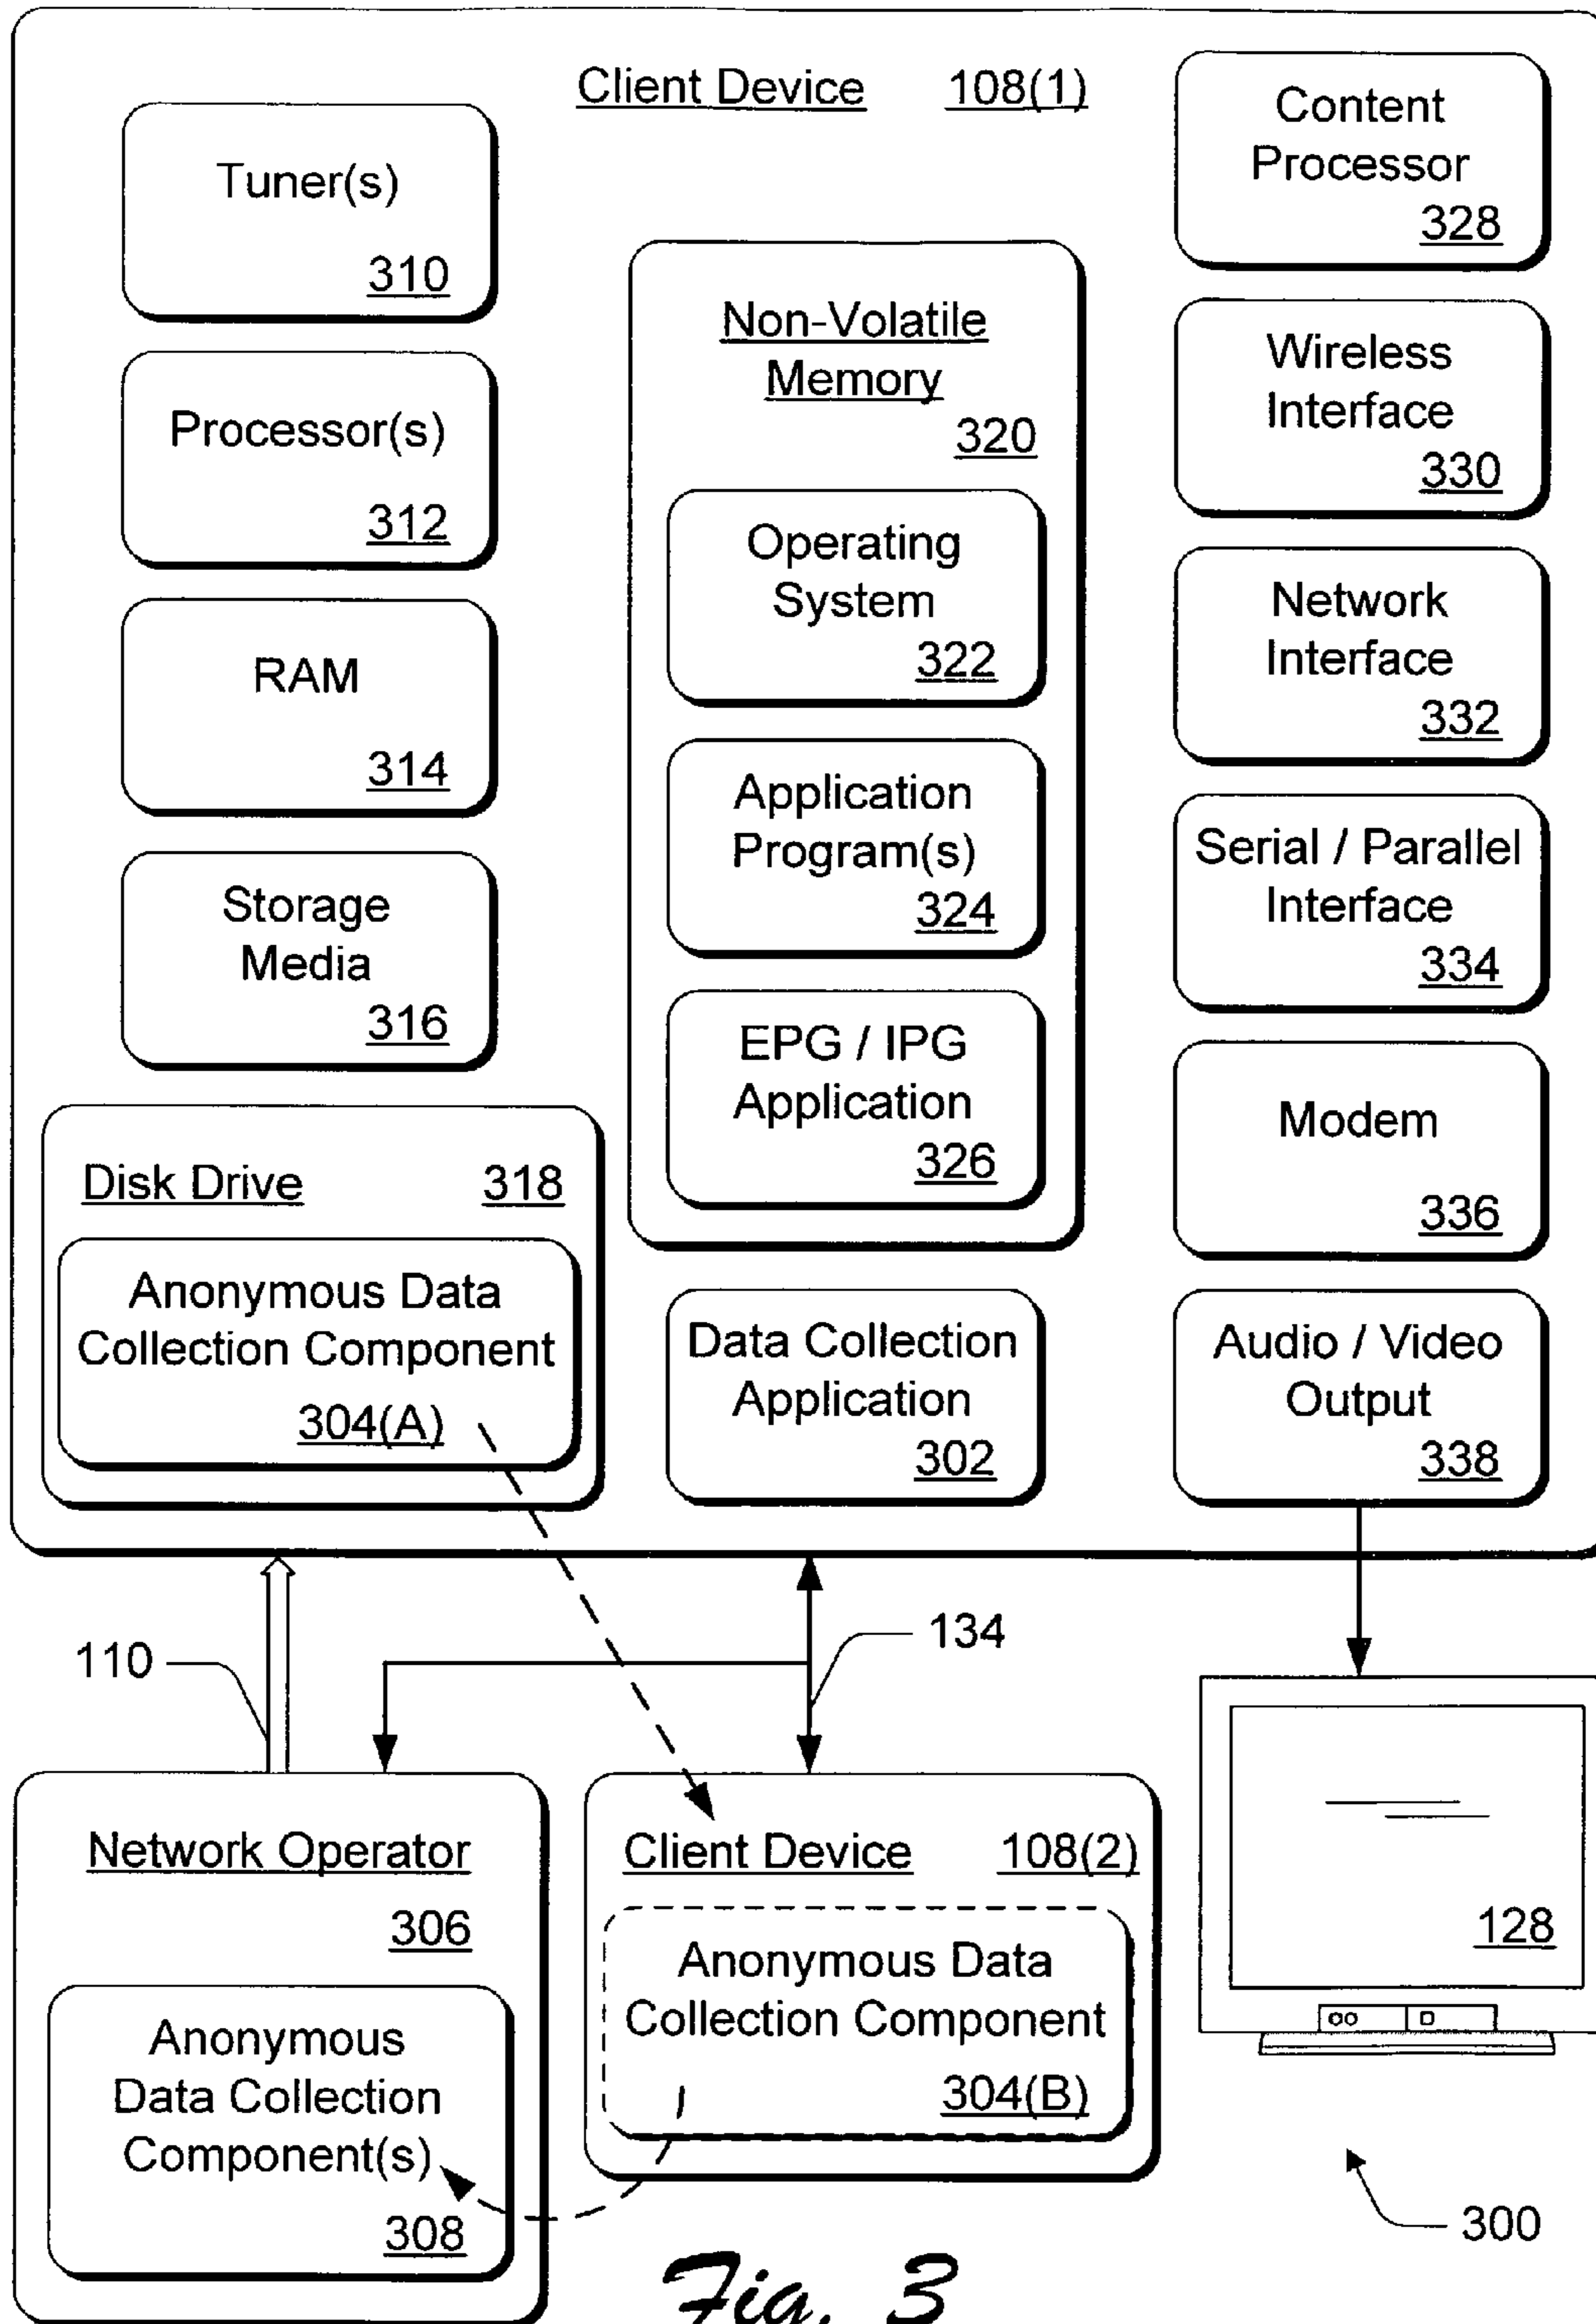 Client Device 108(1)
Tuner(s)
310
Processor(s)
312
RAM
314
Storage
Media
316
Disk Drive 318
Anonymous Data
Collection Component
304(A)
Non-Volatile
Memory
320
Operating
System
322
Application
Program(s)
324
EPG / IPG
Application
326
Data Collection
Application
302
Content
Processor
328
Wireless
Interface
330
Network
Interface
332
Serial / Parallel
Interface
334
Modem
336
Audio / Video
Output
338
110
134
Network Operator
306
Anonymous
Data Collection
Component(s)
308
Client Device 108(2)
Anonymous Data
Collection Component
304(B)
128
300
Fig. 3